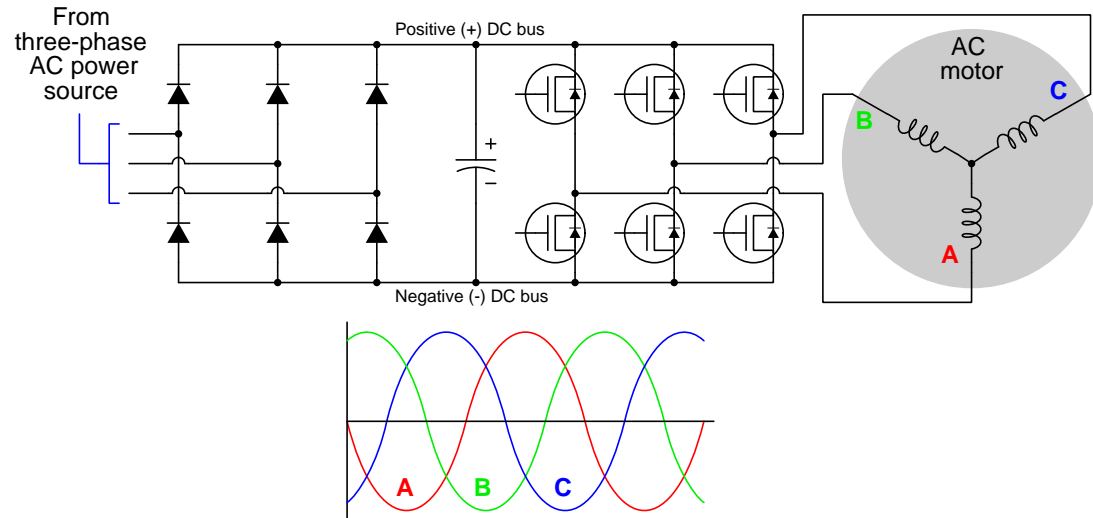 From
three-phase
AC power
source
Positive (+) DC bus
AC
motor
C
B
+
−
A
Negative (-) DC bus
A
B
C